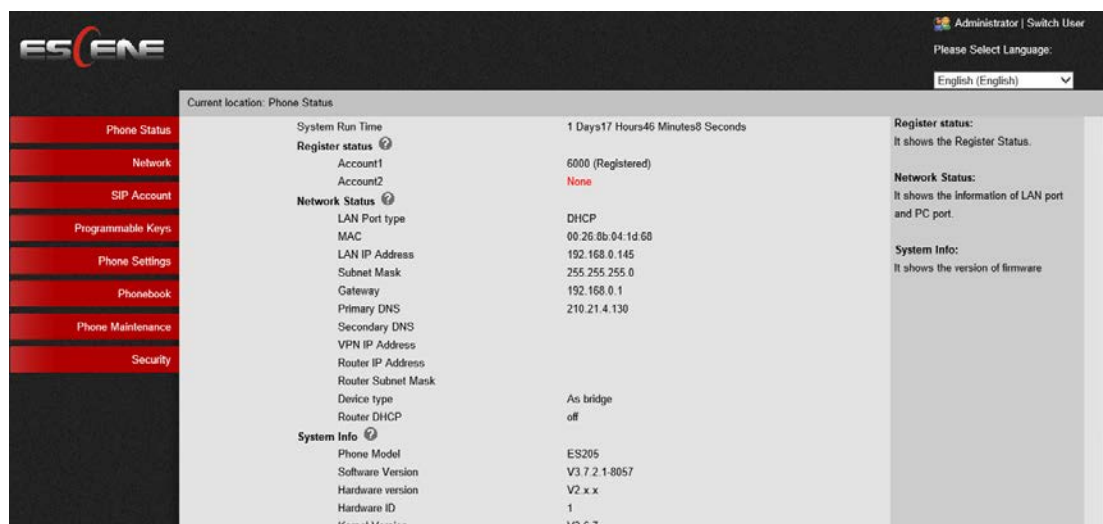 ESCENE
Administrator | Switch User
Please Select Language:
English (English)
Current location: Phone Status
Phone Status
Network
SIP Account
Programmable Keys
Phone Settings
Phonebook
Phone Maintenance
Security
System Run Time 1 Days17 Hours46 Minutes8 Seconds
Register status
Account1 6000 (Registered)
Account2 None
Network Status
LAN Port type DHCP
MAC 00:26:8b:04:1d:68
LAN IP Address 192.168.0.145
Subnet Mask 255.255.255.0
Gateway 192.168.0.1
Primary DNS 210.21.4.130
Secondary DNS
VPN IP Address
Router IP Address
Router Subnet Mask
Device type As bridge
Router DHCP off
System Info
Phone Model ES205
Software Version V3.7.2.1-8057
Hardware version V2.x.x
Hardware ID 1
Register status:
It shows the Register Status.
Network Status:
It shows the information of LAN port
and PC port.
System Info:
It shows the version of firmware